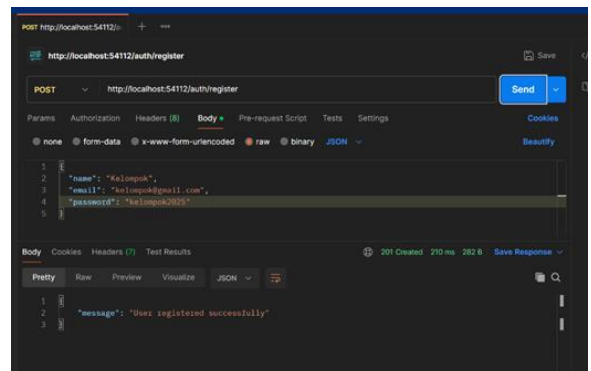 POST http://localhost:54112/a
http://localhost:54112/auth/register
Save
POST http://localhost:54112/auth/register
Send
Params Authorization Headers (8) Body Pre-request Script Tests Settings Cookies
none form-data x-www-form-urlencoded raw binary JSON Beautify
1 {
2 "name": "Kelompok",
3 "email": "kelompok@gmail.com",
4 "password": "kelompok2025"
5 }
Body Cookies Headers (7) Test Results 201 Created 210 ms 282 B Save Response
Pretty Raw Preview Visualize JSON
1 {
2 "message": "User registered successfully"
3 }